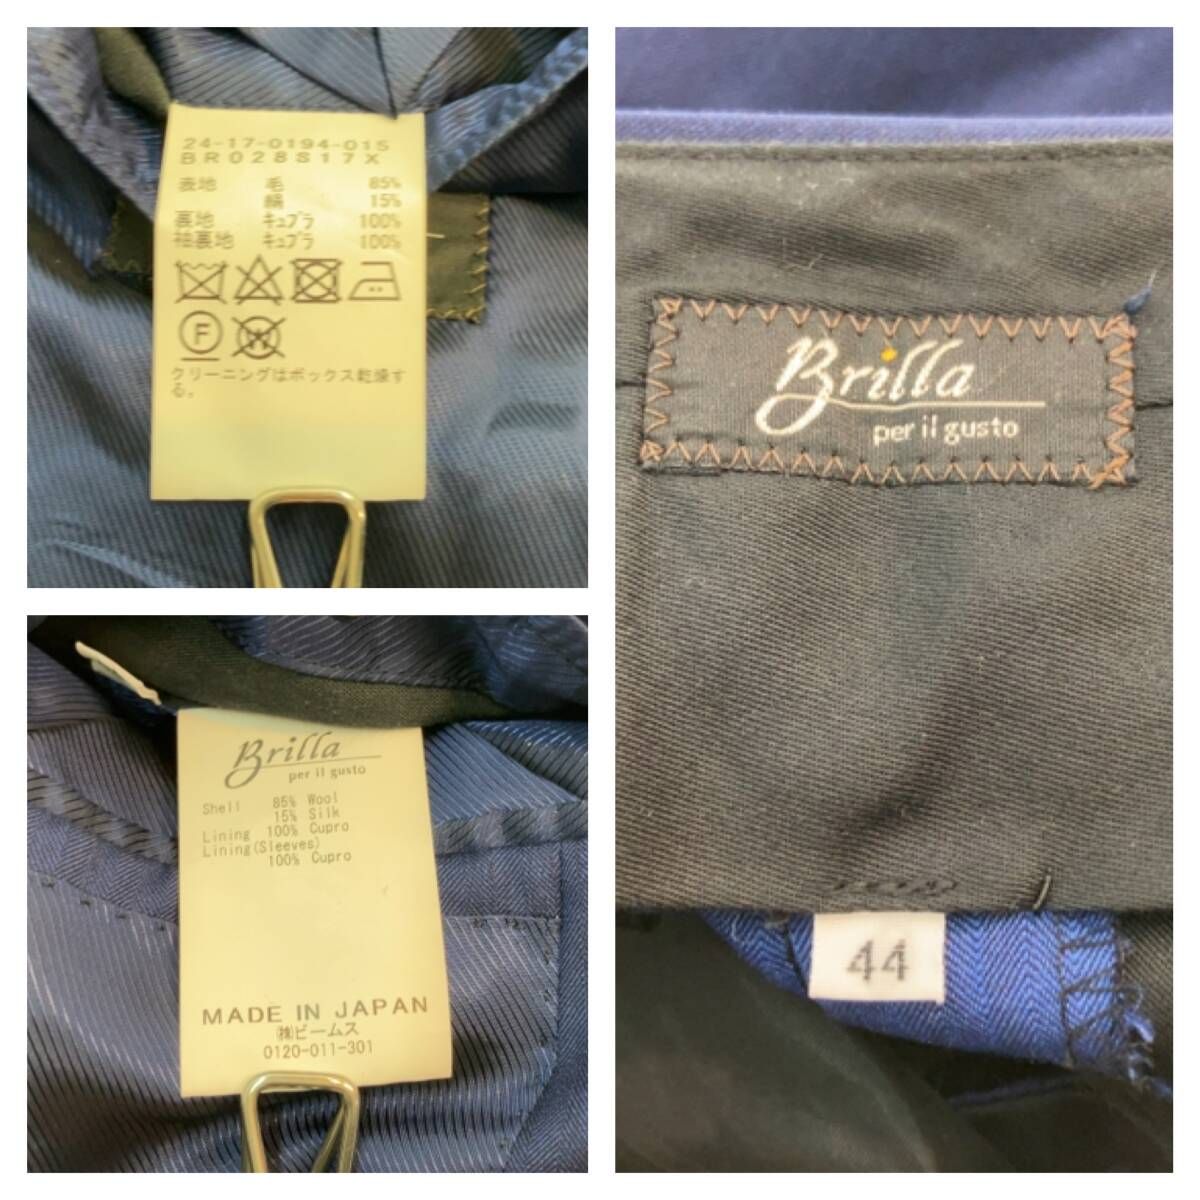 24-17-0194-015
BR028S17X
表地 毛 85%
絹 15%
裏地 キュプラ 100%
袖裏地 キュプラ 100%
F
W
クリーニングはボックス乾燥す
る。
Brilla
per il gusto
Shell 85% Wool
15% Silk
Lining 100% Cupro
Lining(Sleeves)
100% Cupro
MADE IN JAPAN
㈱ビームス
0120-011-301
Brilla
per il gusto
44